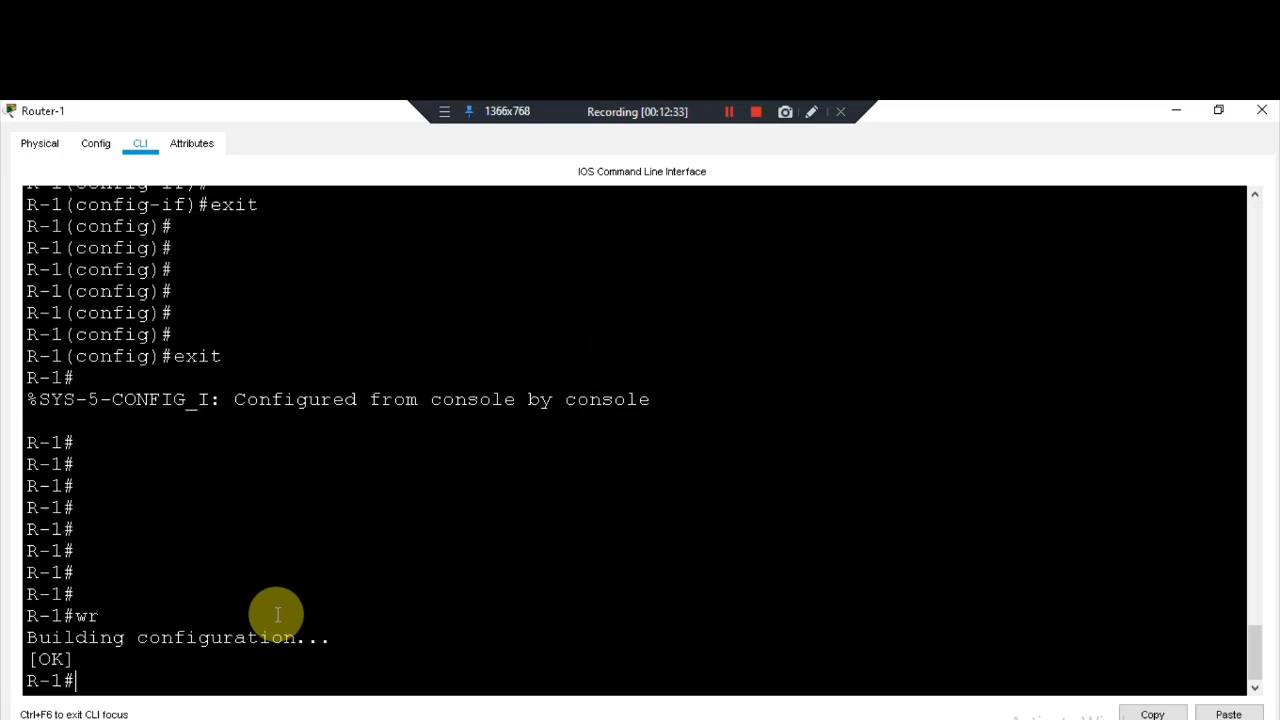 Router-1
1366x768
Recording [00:12:33]
Physical
Config
CLI
Attributes
IOS Command Line Interface
R-1(config-if)#
R-1(config-if)#exit
R-1(config)#
R-1(config)#
R-1(config)#
R-1(config)#
R-1(config)#
R-1(config)#
R-1(config)#exit
R-1#
%SYS-5-CONFIG_I: Configured from console by console
R-1#
R-1#
R-1#
R-1#
R-1#
R-1#
R-1#
R-1#
R-1#wr
Building configuration...
[OK]
R-1#
Ctrl+F6 to exit CLI focus
Copy
Paste